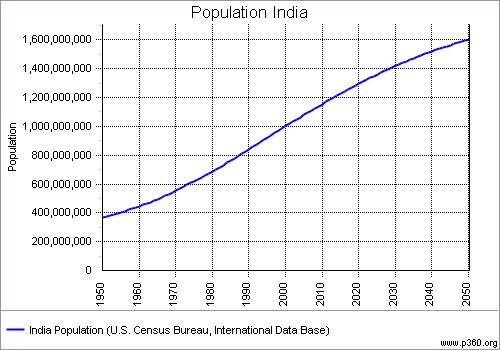 Population India
1,600,000,000
1,400,000,000
1,200,000,000
1,000,000,000
800,000,000
600,000,000
400,000,000
200,000,000
0
Population
1950 1960 1970 1980 1990 2000 2010 2020 2030 2040 2050
India Population (U.S. Census Bureau, International Data Base)
www.p360.org